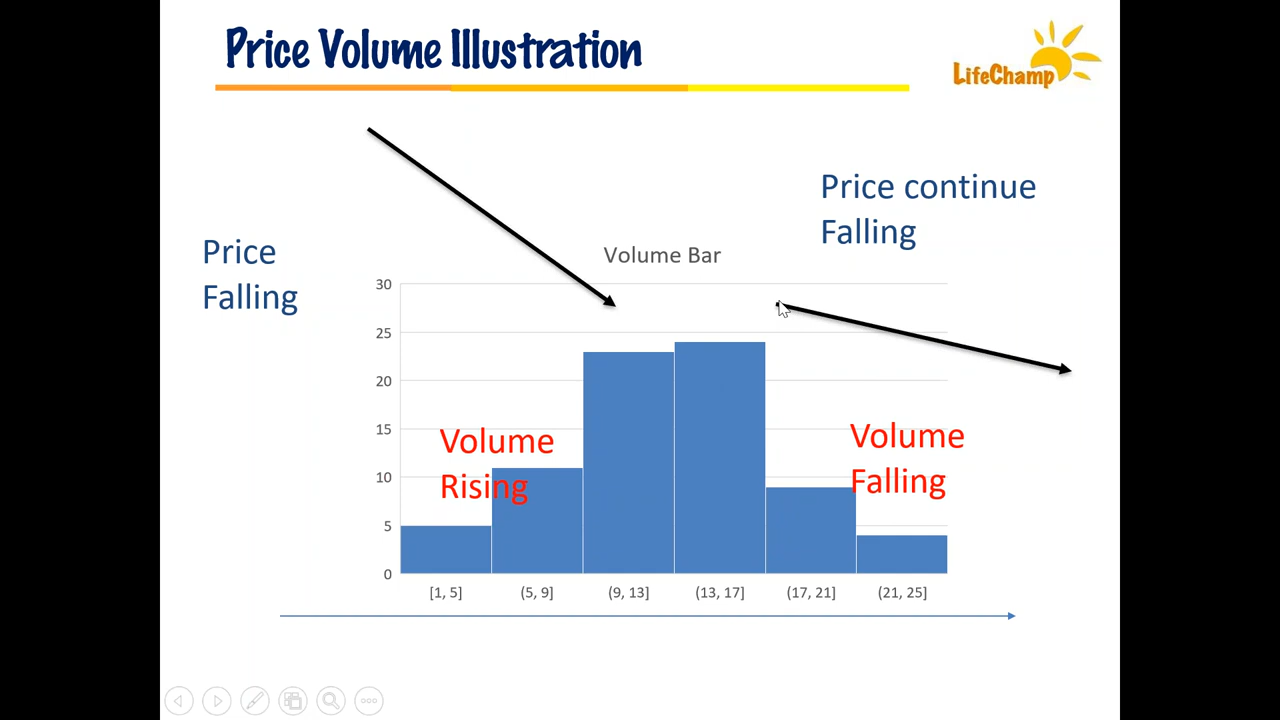 Price Volume Illustration
LifeChamp
Price continue
Falling
Price
Falling
Volume Bar
30
25
20
15
10
5
0
Volume
Rising
Volume
Falling
[1, 5]
(5, 9]
(9, 13]
(13, 17]
(17, 21]
(21, 25]